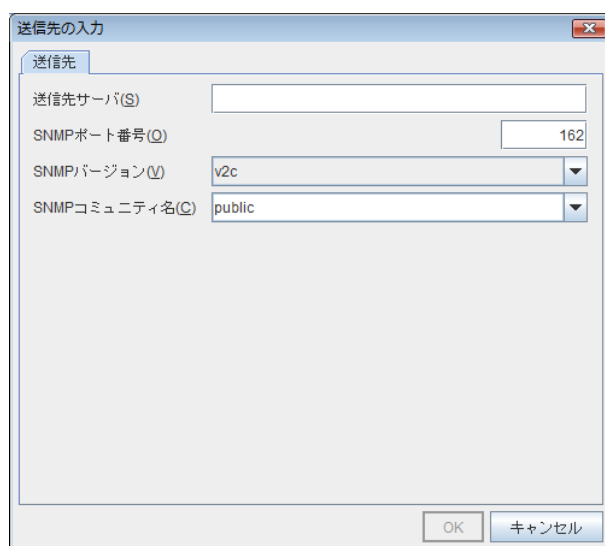 送信先の入力
送信先
送信先サーバ(S)
SNMPポート番号(O) 162
SNMPバージョン(V) v2c
SNMPコミュニティ名(C) public
OK キャンセル